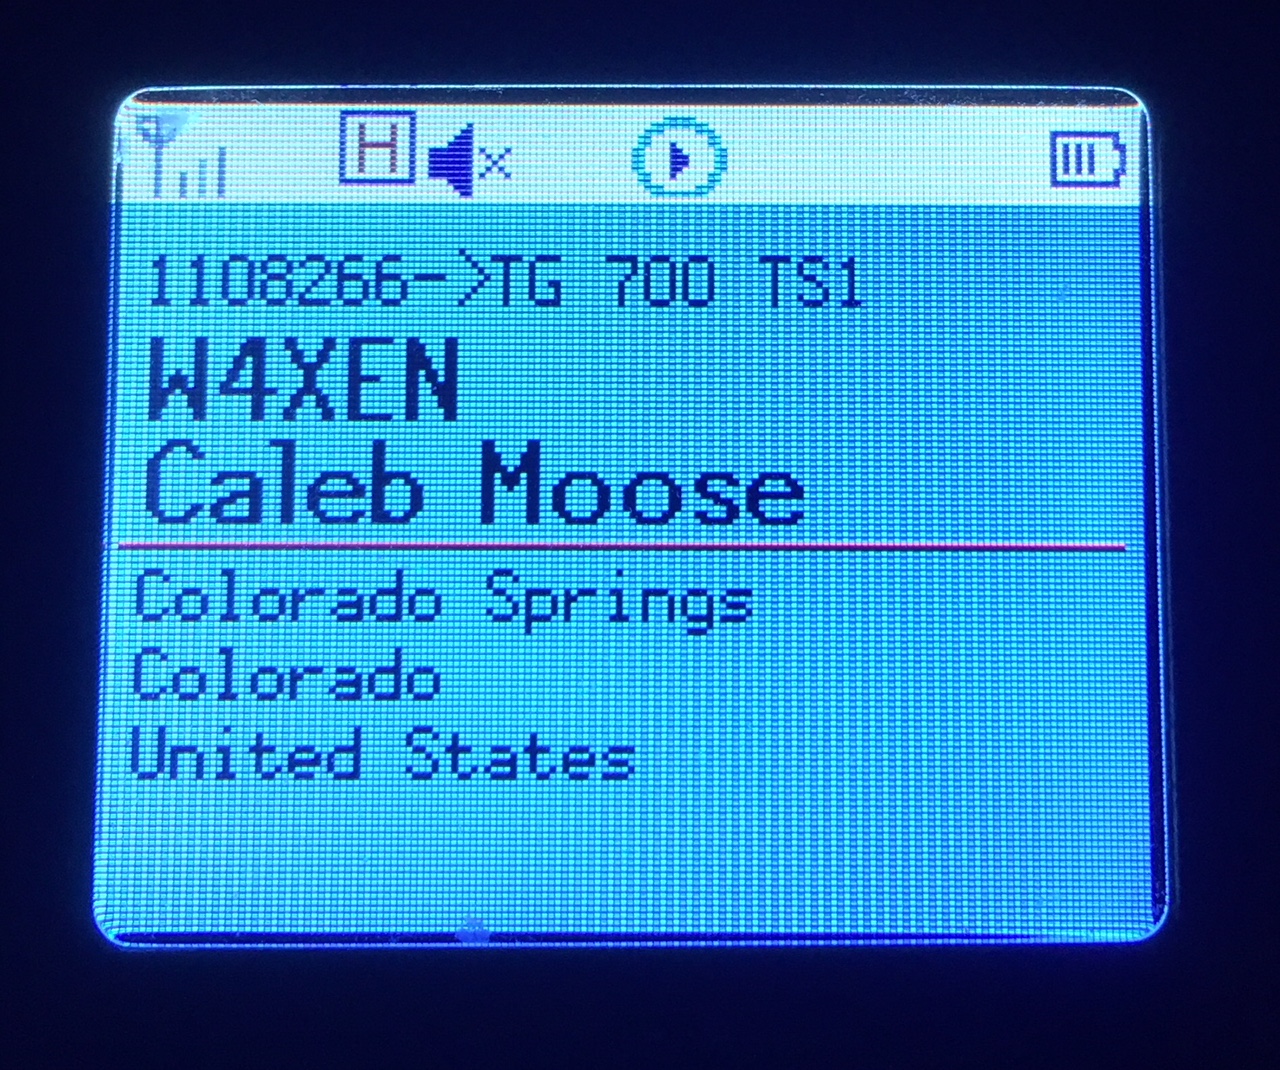 H
1108266->TG 700 TS1
W4XEN
Caleb Moose
Colorado Springs
Colorado
United States